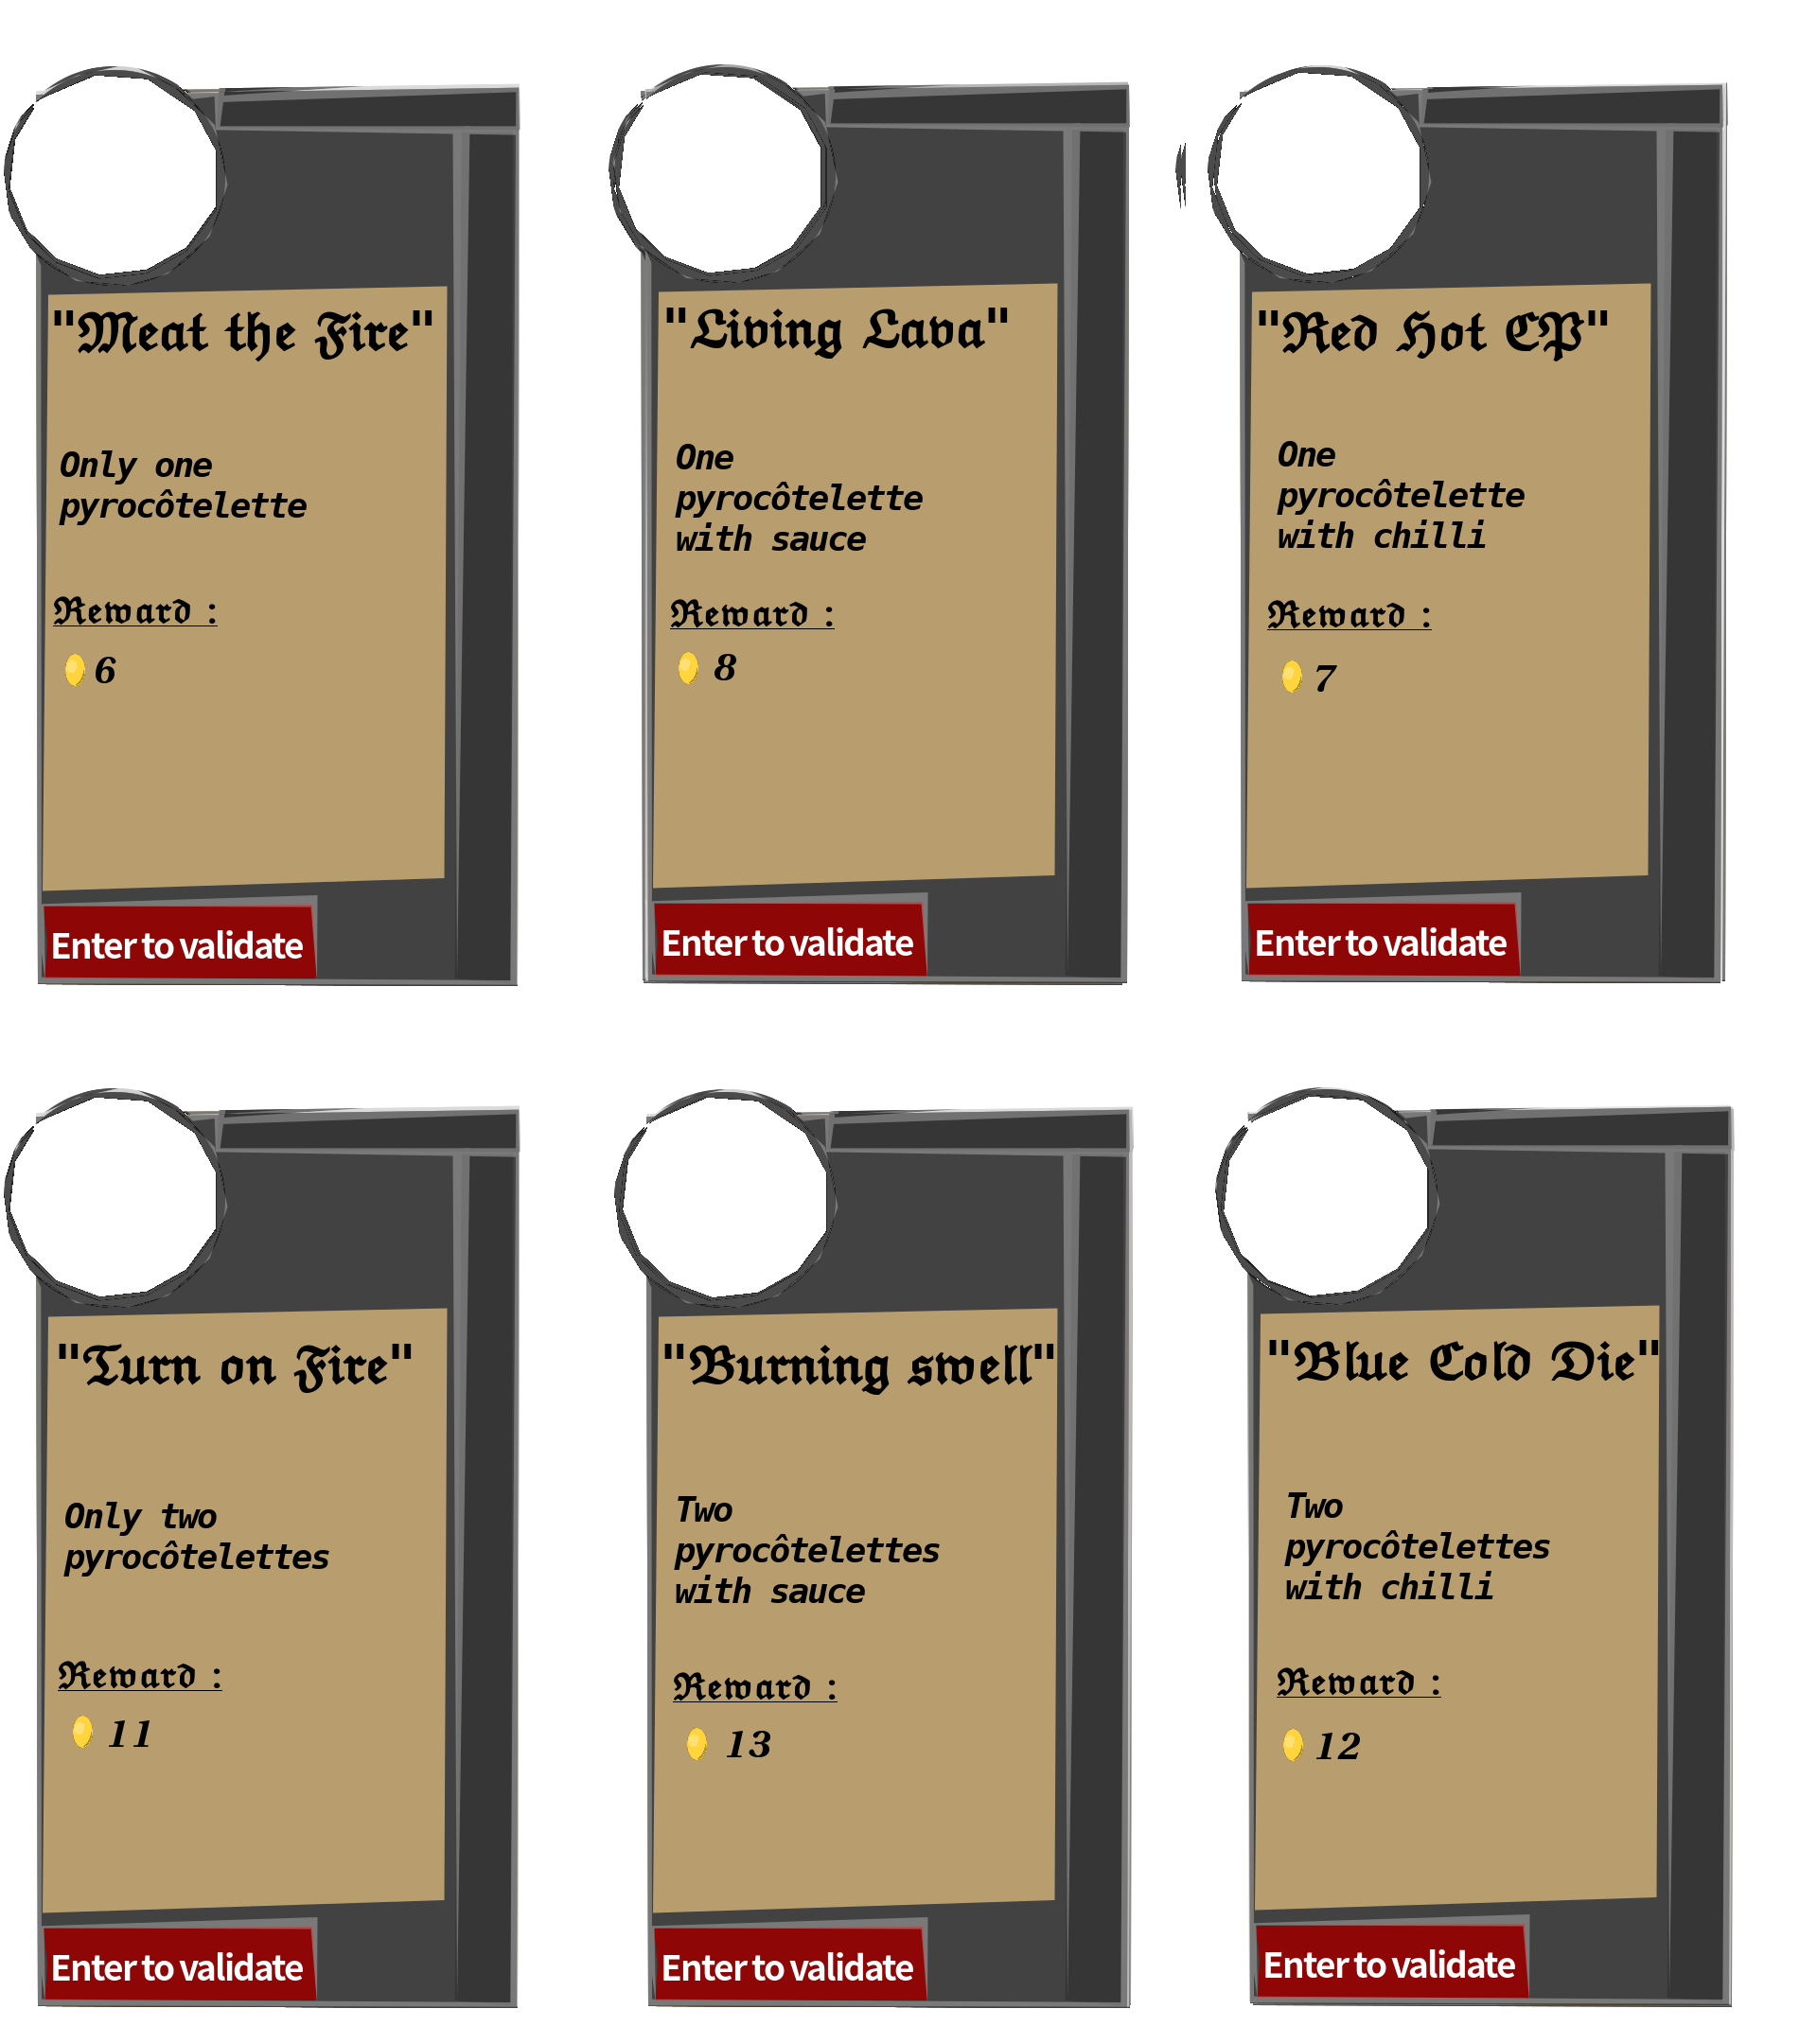 "Meat the Fire"
Only one
pyrocôtelette
Reward :
6
Enter to validate
"Living Lava"
One
pyrocôtelette
with sauce
Reward :
8
Enter to validate
"Red Hot CP"
One
pyrocôtelette
with chilli
Reward :
7
Enter to validate
"Turn on Fire"
Only two
pyrocôtelettes
Reward :
11
Enter to validate
"Burning swell"
Two
pyrocôtelettes
with sauce
Reward :
13
Enter to validate
"Blue Cold Die"
Two
pyrocôtelettes
with chilli
Reward :
12
Enter to validate